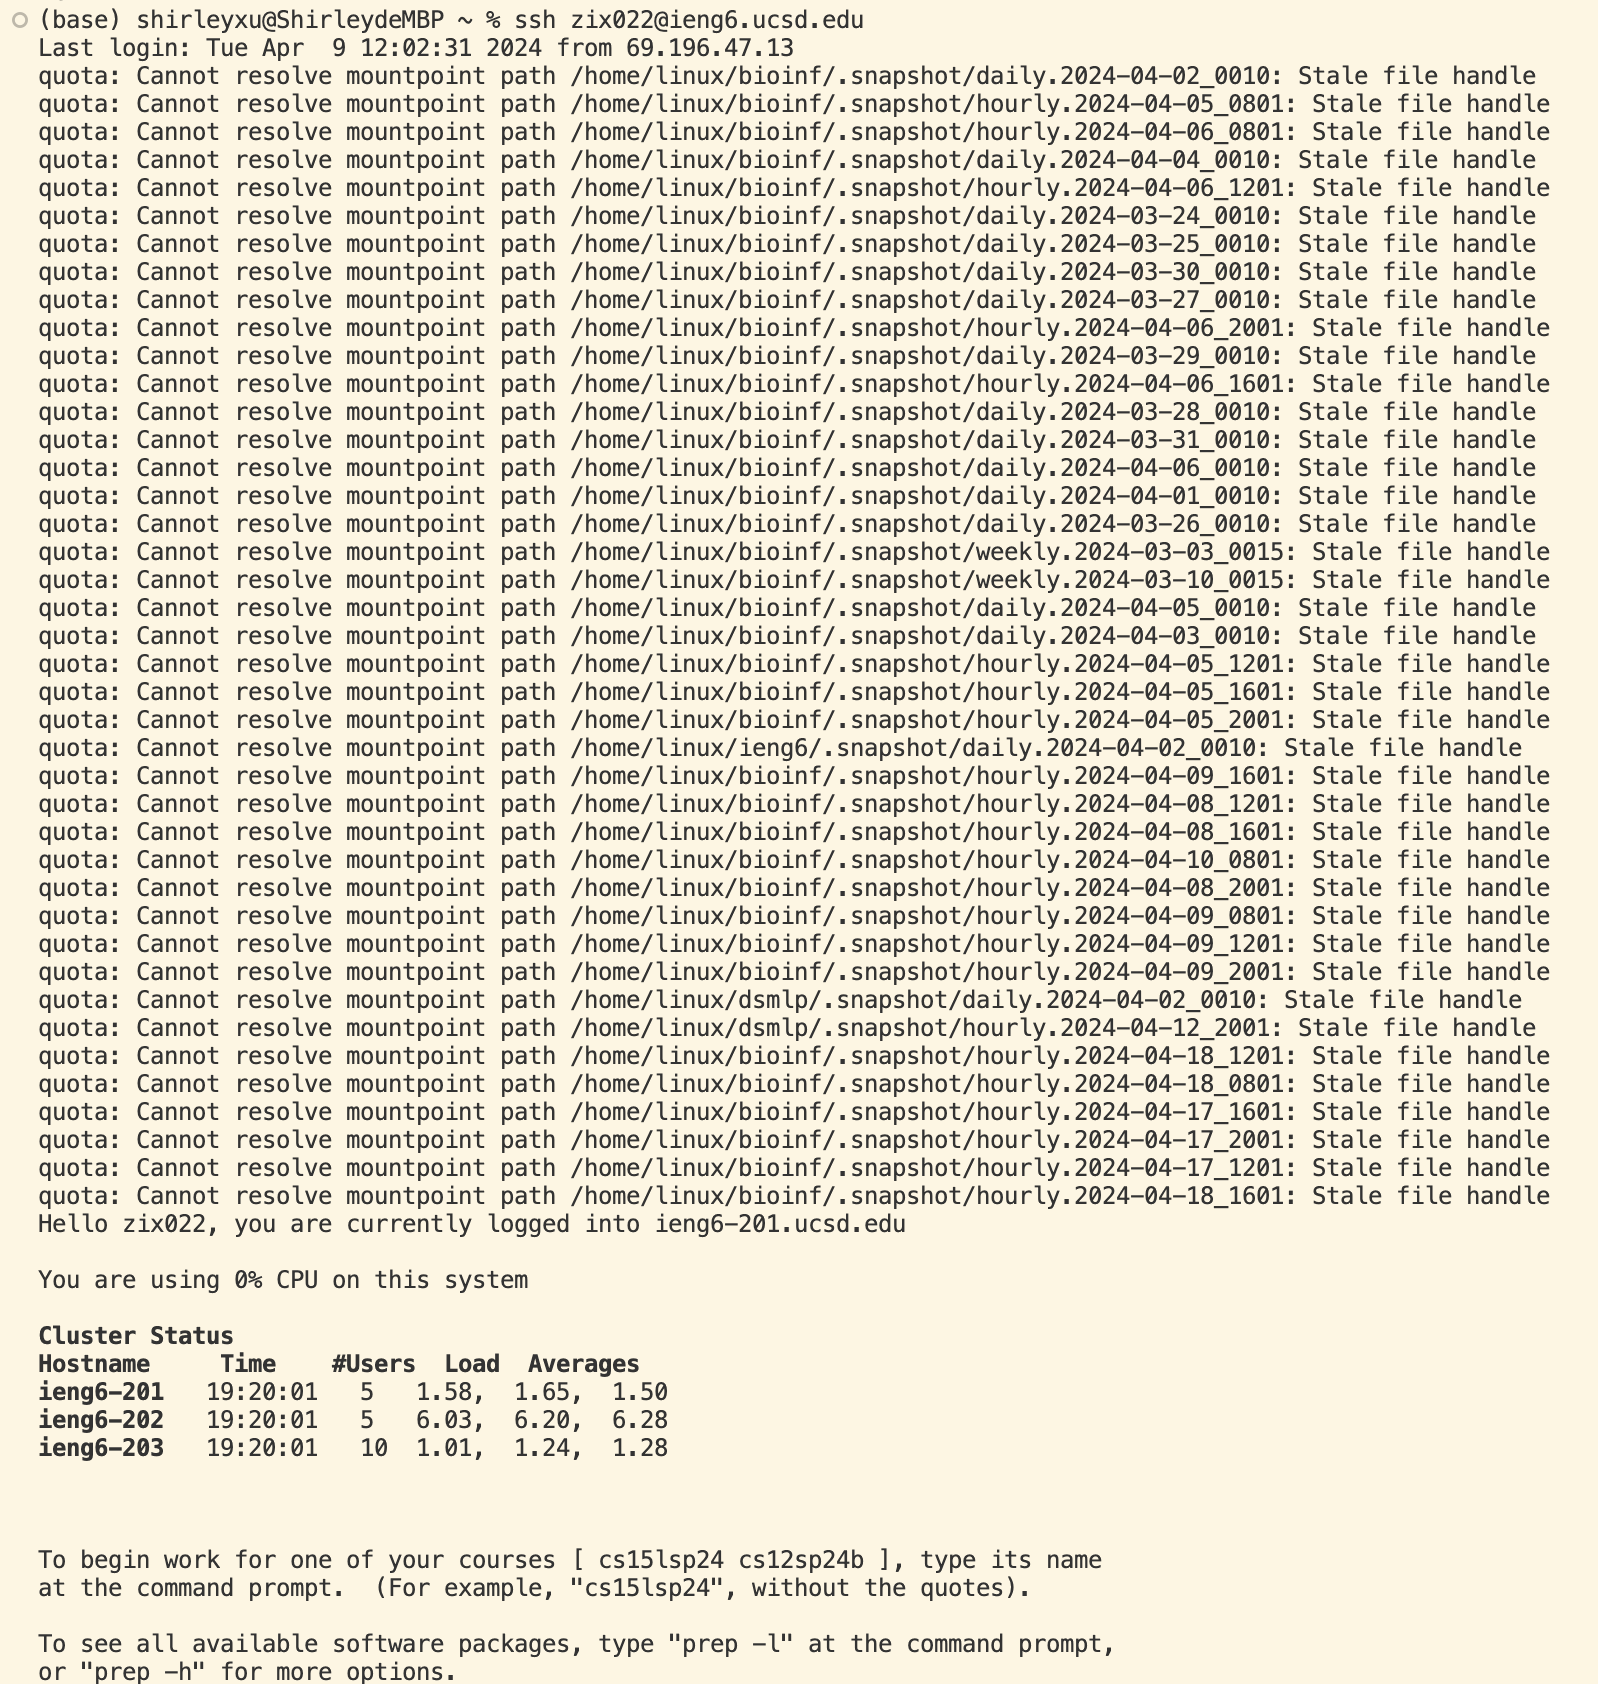 (base) shirleyxu@ShirleydeMBP ~ % ssh zix022@ieng6.ucsd.edu
Last login: Tue Apr  9 12:02:31 2024 from 69.196.47.13
quota: Cannot resolve mountpoint path /home/linux/bioinf/.snapshot/daily.2024-04-02_0010: Stale file handle
quota: Cannot resolve mountpoint path /home/linux/bioinf/.snapshot/hourly.2024-04-05_0801: Stale file handle
quota: Cannot resolve mountpoint path /home/linux/bioinf/.snapshot/hourly.2024-04-06_0801: Stale file handle
quota: Cannot resolve mountpoint path /home/linux/bioinf/.snapshot/daily.2024-04-04_0010: Stale file handle
quota: Cannot resolve mountpoint path /home/linux/bioinf/.snapshot/hourly.2024-04-06_1201: Stale file handle
quota: Cannot resolve mountpoint path /home/linux/bioinf/.snapshot/daily.2024-03-24_0010: Stale file handle
quota: Cannot resolve mountpoint path /home/linux/bioinf/.snapshot/daily.2024-03-25_0010: Stale file handle
quota: Cannot resolve mountpoint path /home/linux/bioinf/.snapshot/daily.2024-03-30_0010: Stale file handle
quota: Cannot resolve mountpoint path /home/linux/bioinf/.snapshot/daily.2024-03-27_0010: Stale file handle
quota: Cannot resolve mountpoint path /home/linux/bioinf/.snapshot/hourly.2024-04-06_2001: Stale file handle
quota: Cannot resolve mountpoint path /home/linux/bioinf/.snapshot/daily.2024-03-29_0010: Stale file handle
quota: Cannot resolve mountpoint path /home/linux/bioinf/.snapshot/hourly.2024-04-06_1601: Stale file handle
quota: Cannot resolve mountpoint path /home/linux/bioinf/.snapshot/daily.2024-03-28_0010: Stale file handle
quota: Cannot resolve mountpoint path /home/linux/bioinf/.snapshot/daily.2024-03-31_0010: Stale file handle
quota: Cannot resolve mountpoint path /home/linux/bioinf/.snapshot/daily.2024-04-06_0010: Stale file handle
quota: Cannot resolve mountpoint path /home/linux/bioinf/.snapshot/daily.2024-04-01_0010: Stale file handle
quota: Cannot resolve mountpoint path /home/linux/bioinf/.snapshot/daily.2024-03-26_0010: Stale file handle
quota: Cannot resolve mountpoint path /home/linux/bioinf/.snapshot/weekly.2024-03-03_0015: Stale file handle
quota: Cannot resolve mountpoint path /home/linux/bioinf/.snapshot/weekly.2024-03-10_0015: Stale file handle
quota: Cannot resolve mountpoint path /home/linux/bioinf/.snapshot/daily.2024-04-05_0010: Stale file handle
quota: Cannot resolve mountpoint path /home/linux/bioinf/.snapshot/daily.2024-04-03_0010: Stale file handle
quota: Cannot resolve mountpoint path /home/linux/bioinf/.snapshot/hourly.2024-04-05_1201: Stale file handle
quota: Cannot resolve mountpoint path /home/linux/bioinf/.snapshot/hourly.2024-04-05_1601: Stale file handle
quota: Cannot resolve mountpoint path /home/linux/bioinf/.snapshot/hourly.2024-04-05_2001: Stale file handle
quota: Cannot resolve mountpoint path /home/linux/ieng6/.snapshot/daily.2024-04-02_0010: Stale file handle
quota: Cannot resolve mountpoint path /home/linux/bioinf/.snapshot/hourly.2024-04-09_1601: Stale file handle
quota: Cannot resolve mountpoint path /home/linux/bioinf/.snapshot/hourly.2024-04-08_1201: Stale file handle
quota: Cannot resolve mountpoint path /home/linux/bioinf/.snapshot/hourly.2024-04-08_1601: Stale file handle
quota: Cannot resolve mountpoint path /home/linux/bioinf/.snapshot/hourly.2024-04-10_0801: Stale file handle
quota: Cannot resolve mountpoint path /home/linux/bioinf/.snapshot/hourly.2024-04-08_2001: Stale file handle
quota: Cannot resolve mountpoint path /home/linux/bioinf/.snapshot/hourly.2024-04-09_0801: Stale file handle
quota: Cannot resolve mountpoint path /home/linux/bioinf/.snapshot/hourly.2024-04-09_1201: Stale file handle
quota: Cannot resolve mountpoint path /home/linux/bioinf/.snapshot/hourly.2024-04-09_2001: Stale file handle
quota: Cannot resolve mountpoint path /home/linux/dsmlp/.snapshot/daily.2024-04-02_0010: Stale file handle
quota: Cannot resolve mountpoint path /home/linux/dsmlp/.snapshot/hourly.2024-04-12_2001: Stale file handle
quota: Cannot resolve mountpoint path /home/linux/bioinf/.snapshot/hourly.2024-04-18_1201: Stale file handle
quota: Cannot resolve mountpoint path /home/linux/bioinf/.snapshot/hourly.2024-04-18_0801: Stale file handle
quota: Cannot resolve mountpoint path /home/linux/bioinf/.snapshot/hourly.2024-04-17_1601: Stale file handle
quota: Cannot resolve mountpoint path /home/linux/bioinf/.snapshot/hourly.2024-04-17_2001: Stale file handle
quota: Cannot resolve mountpoint path /home/linux/bioinf/.snapshot/hourly.2024-04-17_1201: Stale file handle
quota: Cannot resolve mountpoint path /home/linux/bioinf/.snapshot/hourly.2024-04-18_1601: Stale file handle
Hello zix022, you are currently logged into ieng6-201.ucsd.edu
You are using 0% CPU on this system
Cluster Status
Hostname     Time    #Users  Load  Averages
ieng6-201   19:20:01   5   1.58,  1.65,  1.50
ieng6-202   19:20:01   5   6.03,  6.20,  6.28
ieng6-203   19:20:01   10  1.01,  1.24,  1.28
To begin work for one of your courses [ cs15lsp24 cs12sp24b ], type its name
at the command prompt.  (For example, "cs15lsp24", without the quotes).
To see all available software packages, type "prep -l" at the command prompt,
or "prep -h" for more options.